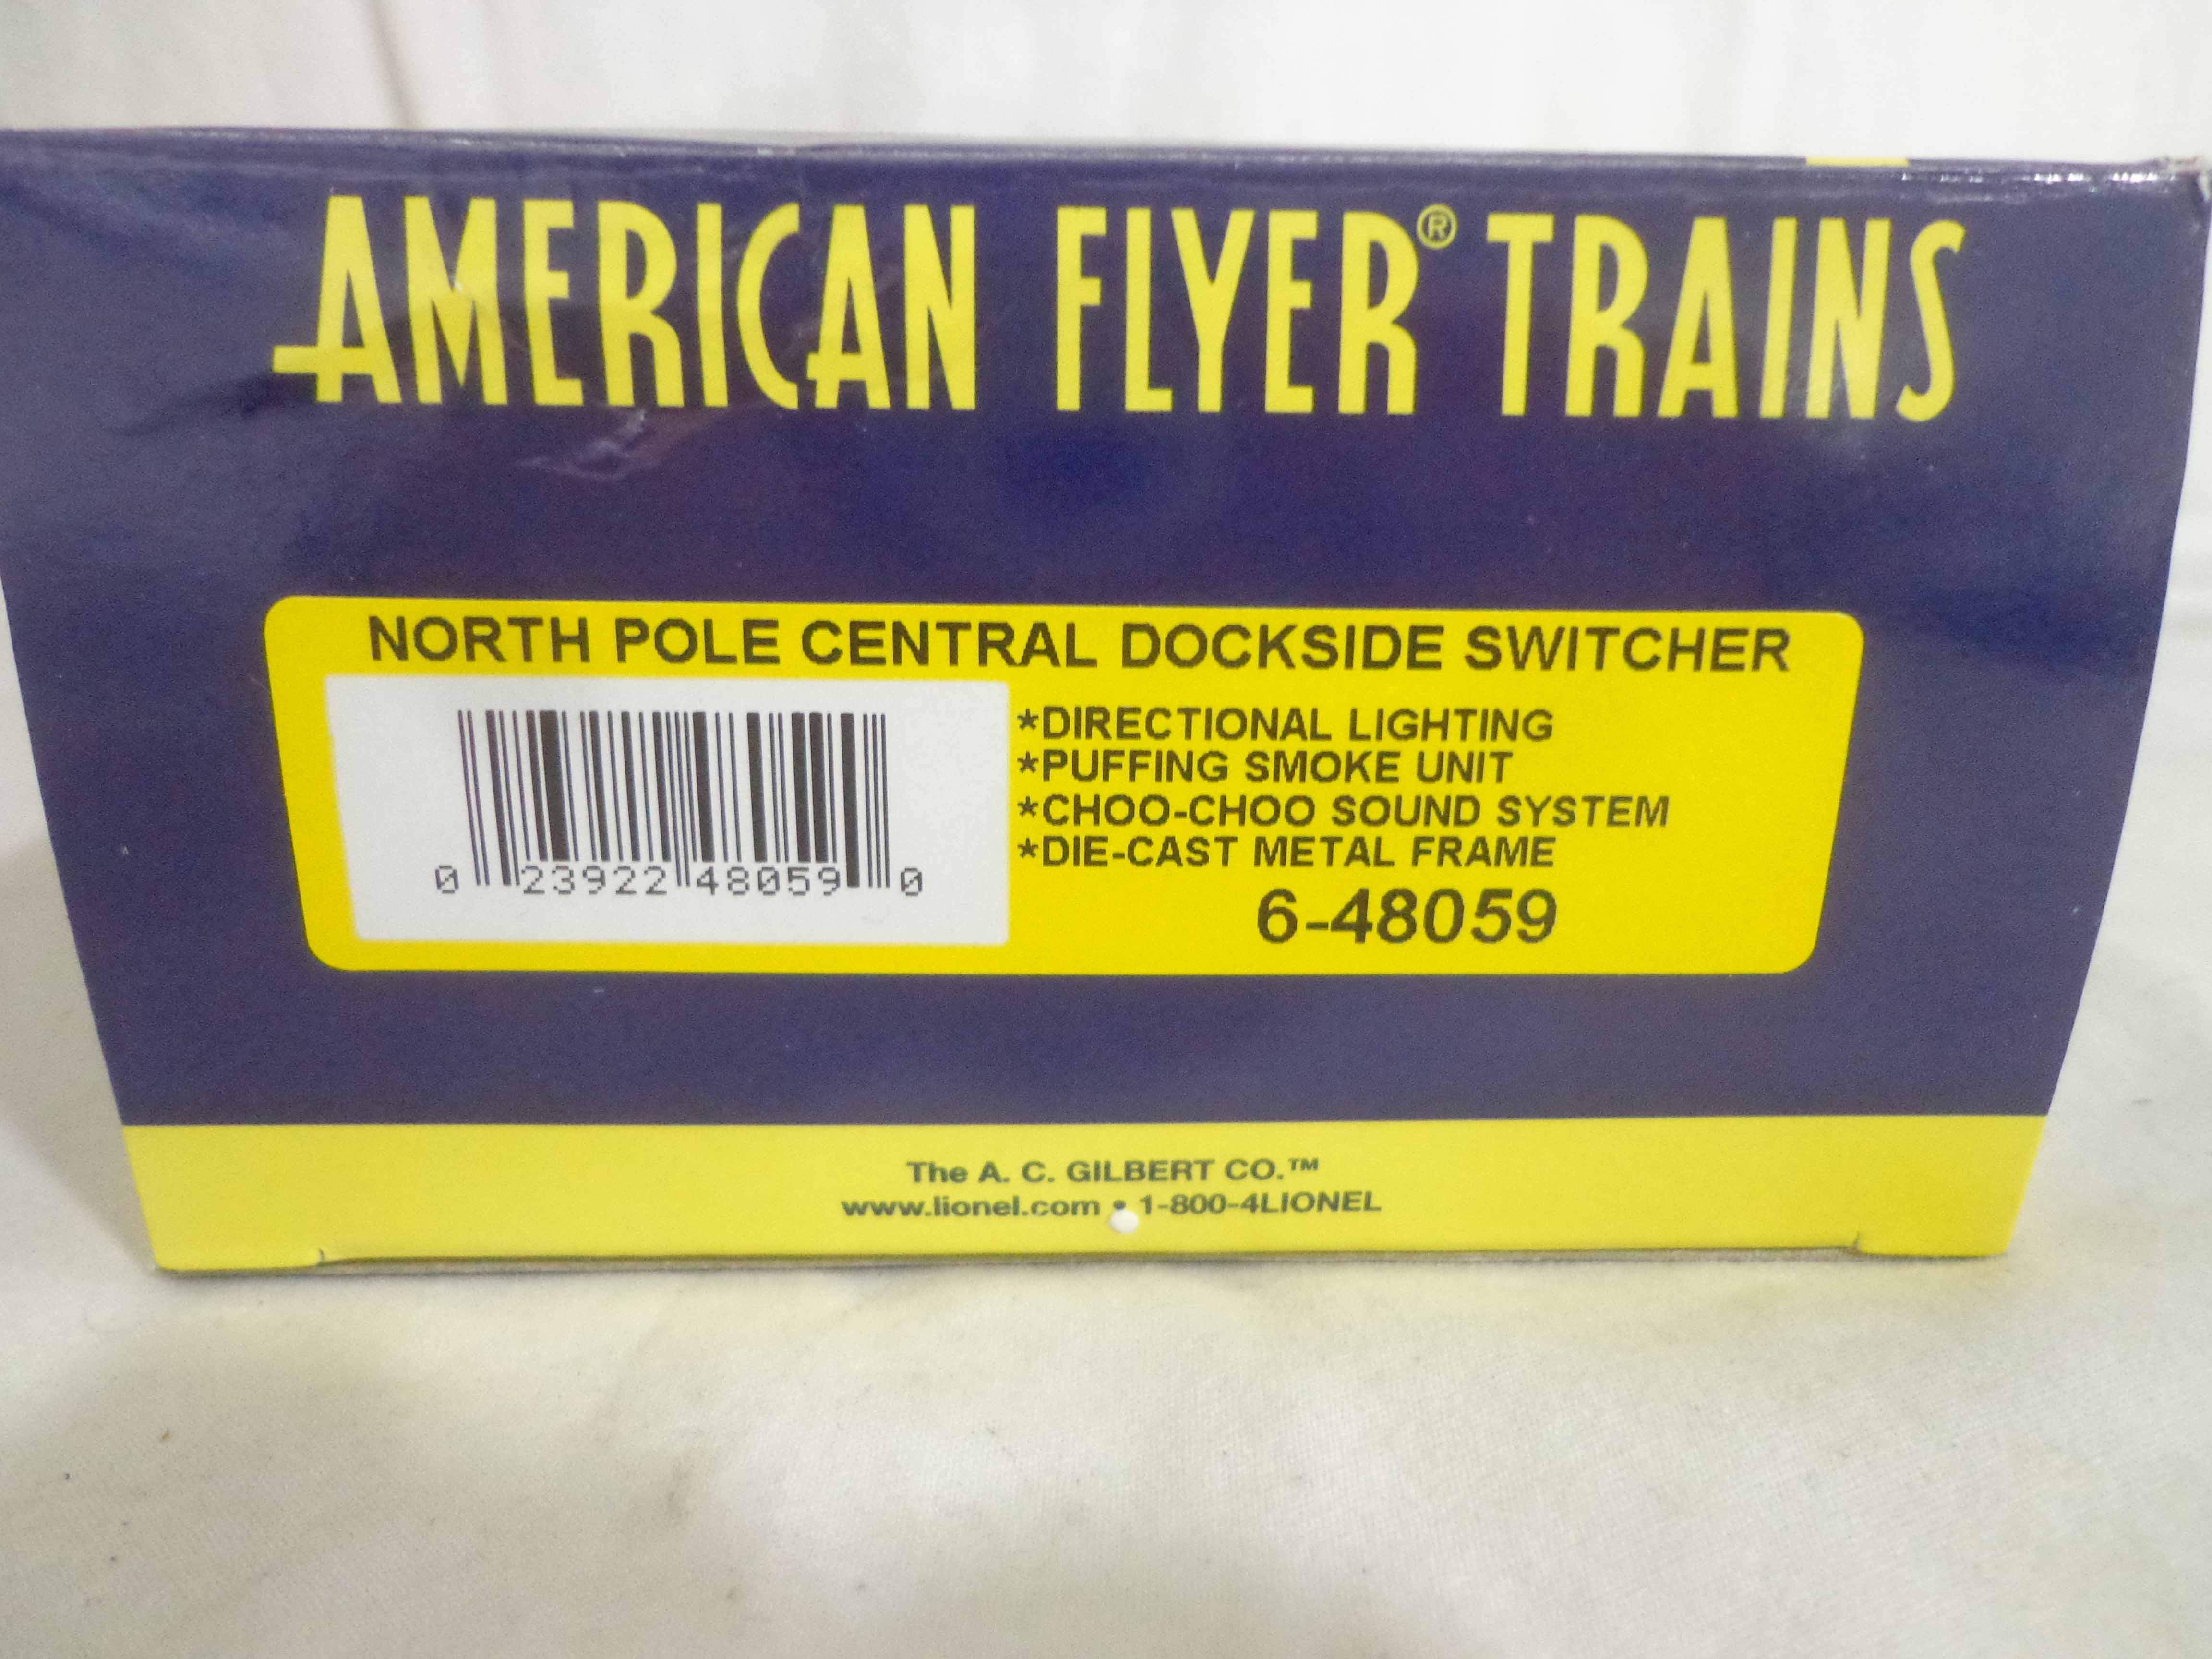 AMERICAN FLYER® TRAINS
NORTH POLE CENTRAL DOCKSIDE SWITCHER
*DIRECTIONAL LIGHTING
*PUFFING SMOKE UNIT
*CHOO-CHOO SOUND SYSTEM
*DIE-CAST METAL FRAME
6-48059
0 23922 48059 0
The A. C. GILBERT CO.™
www.lionel.com • 1-800-4LIONEL